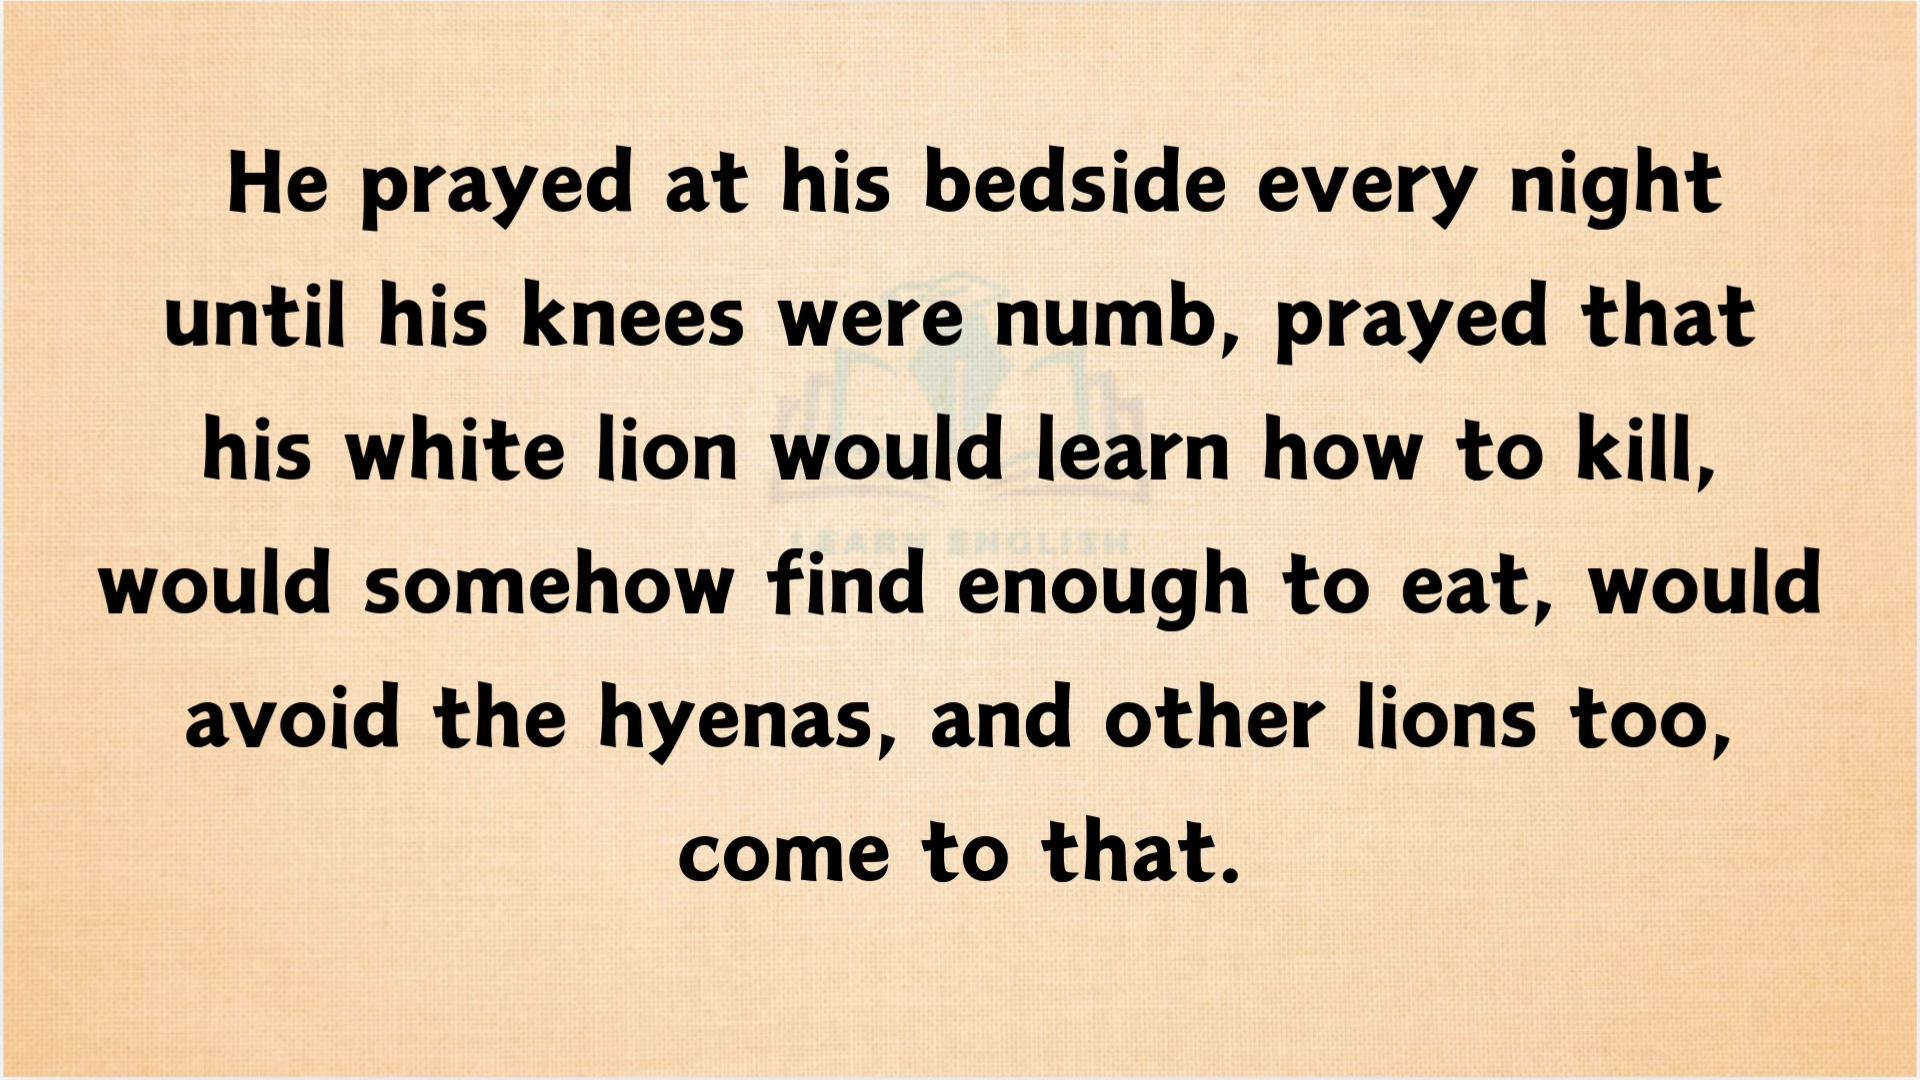 He prayed at his bedside every night
until his knees were numb, prayed that
his white lion would learn how to kill,
would somehow find enough to eat, would
avoid the hyenas, and other lions too,
come to that.
LEARN ENGLISH